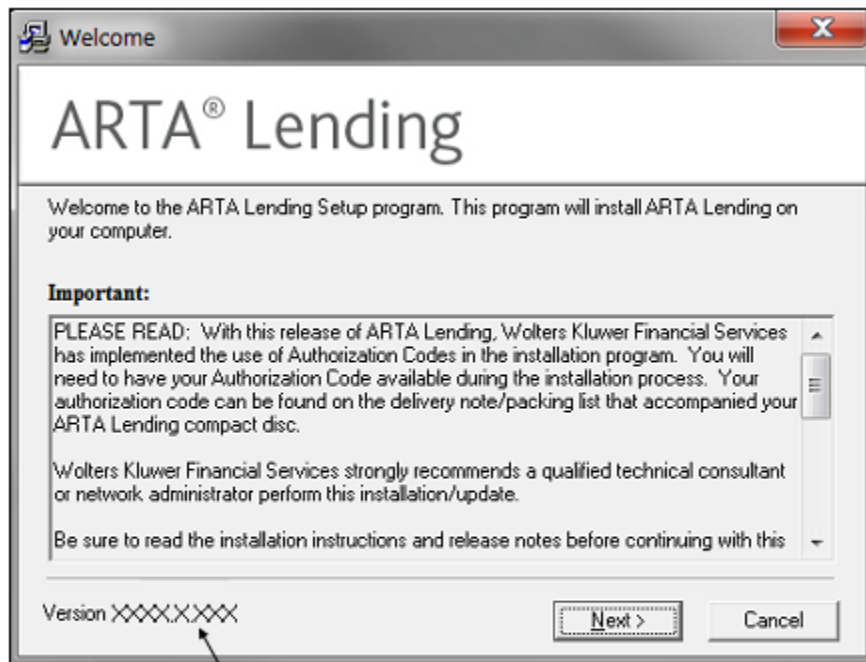 Welcome
ARTA® Lending
Welcome to the ARTA Lending Setup program. This program will install ARTA Lending on
your computer.
Important:
PLEASE READ:  With this release of ARTA Lending, Wolters Kluwer Financial Services
has implemented the use of Authorization Codes in the installation program.  You will
need to have your Authorization Code available during the installation process.  Your
authorization code can be found on the delivery note/packing list that accompanied your
ARTA Lending compact disc.
Wolters Kluwer Financial Services strongly recommends a qualified technical consultant
or network administrator perform this installation/update.
Be sure to read the installation instructions and release notes before continuing with this
Version XXXX.X.XXX
Next >
Cancel